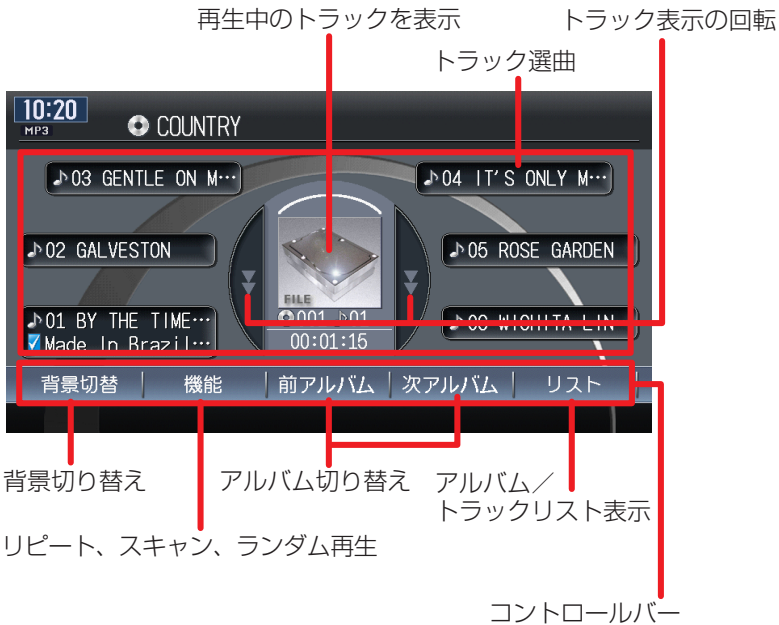 再生中のトラックを表示
トラック表示の回転
トラック選曲
10:20
MP3
COUNTRY
♪03 GENTLE ON M…
♪04 IT'S ONLY M…
♪02 GALVESTON
♪05 ROSE GARDEN
FILE
♪01 BY THE TIME…
001 ♪01
WICHITA LIN
Made In Brazil…
00:01:15
背景切替
機能
前アルバム
次アルバム
リスト
背景切り替え
アルバム切り替え
アルバム／
トラックリスト表示
リピート、スキャン、ランダム再生
コントロールバー